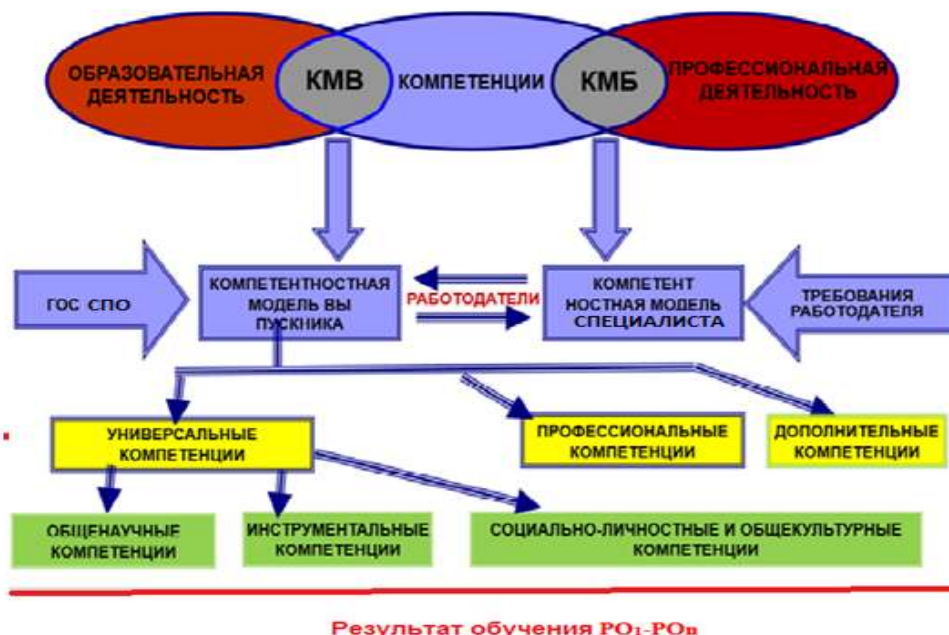 ОБРАЗОВАТЕЛЬНАЯ
ДЕЯТЕЛЬНОСТЬ
КМВ
КОМПЕТЕНЦИИ
КМБ
ПРОФЕССИОНАЛЬНАЯ
ДЕЯТЕЛЬНОСТЬ
ГОС СПО
КОМПЕТЕНТНОСТНАЯ
МОДЕЛЬ ВЫ
ПУСКНИКА
РАБОТОДАТЕЛИ
КОМПЕТЕНТ
НОСТНАЯ МОДЕЛЬ
СПЕЦИАЛИСТА
ТРЕБОВАНИЯ
РАБОТОДАТЕЛЯ
УНИВЕРСАЛЬНЫЕ
КОМПЕТЕНЦИИ
ПРОФЕССИОНАЛЬНЫЕ
КОМПЕТЕНЦИИ
ДОПОЛНИТЕЛЬНЫЕ
КОМПЕТЕНЦИИ
ОБЩЕНАУЧНЫЕ
КОМПЕТЕНЦИИ
ИНСТРУМЕНТАЛЬНЫЕ
КОМПЕТЕНЦИИ
СОЦИАЛЬНО-ЛИЧНОСТНЫЕ И ОБЩЕКУЛЬТУРНЫЕ
КОМПЕТЕНЦИИ
Результат обучения РО₁-РОп